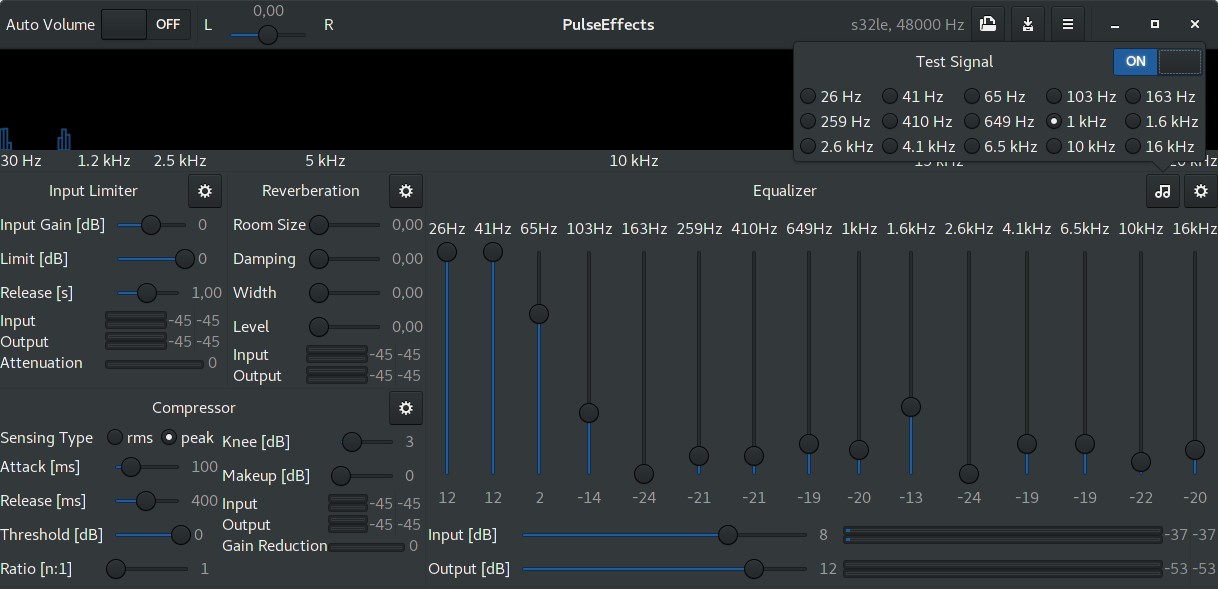 Auto Volume OFF L 0,00 R PulseEffects s32le, 48000 Hz
Test Signal ON
26 Hz 41 Hz 65 Hz 103 Hz 163 Hz
259 Hz 410 Hz 649 Hz 1 kHz 1.6 kHz
2.6 kHz 4.1 kHz 6.5 kHz 10 kHz 16 kHz
30 Hz 1.2 kHz 2.5 kHz 5 kHz 10 kHz 15 kHz
Input Limiter
Input Gain [dB] 0
Limit [dB] 0
Release [s] 1,00
Input -45 -45
Output -45 -45
Attenuation 0
Reverberation
Room Size 0,00
Damping 0,00
Width 0,00
Level 0,00
Input -45 -45
Output -45 -45
Compressor
Sensing Type rms peak
Attack [ms] 100
Release [ms] 400
Threshold [dB] 0
Ratio [n:1] 1
Knee [dB] 3
Makeup [dB] 0
Input -45 -45
Output -45 -45
Gain Reduction 0
Equalizer
26Hz 41Hz 65Hz 103Hz 163Hz 259Hz 410Hz 649Hz 1kHz 1.6kHz 2.6kHz 4.1kHz 6.5kHz 10kHz 16kHz
12 12 2 -14 -24 -21 -21 -19 -20 -13 -24 -19 -19 -22 -20
Input [dB] 8 -37 -37
Output [dB] 12 -53 -53